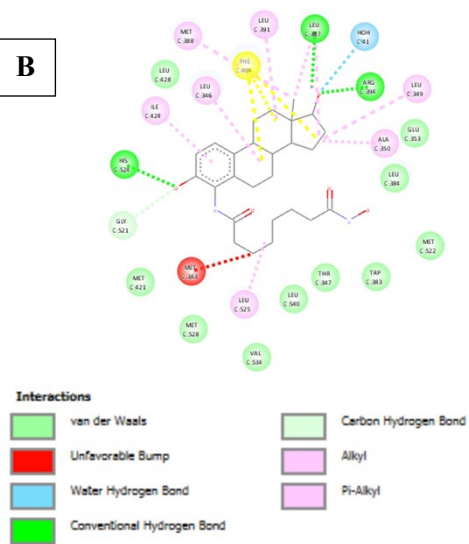 B
MET
C:388
LEU
C:391
LEU
C:387
HOH
C:41
LEU
C:428
LEU
C:346
PHE
C:404
ARG
C:394
LEU
C:349
ILE
C:424
GLU
C:353
ALA
C:350
HIS
C:524
LEU
C:384
GLY
C:521
MET
C:522
MET
MET
C:421
LEU
C:525
LEU
C:540
THR
C:347
TRP
C:383
MET
C:528
VAL
C:534
Interactions
van der Waals
Unfavorable Bump
Water Hydrogen Bond
Conventional Hydrogen Bond
Carbon Hydrogen Bond
Alkyl
Pi-Alkyl